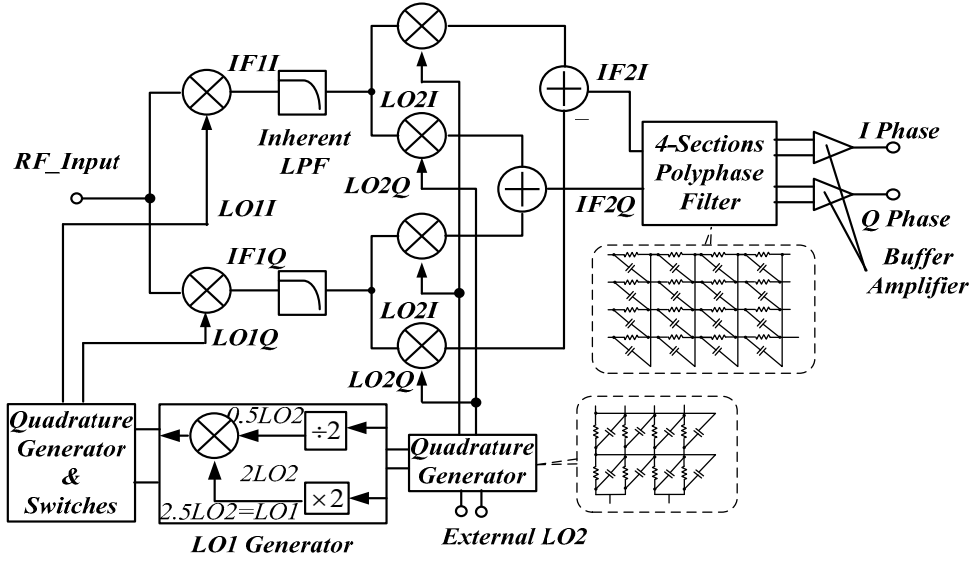 IF1I
Inherent
LPF
LO2I
LO2Q
IF2I
–
IF2Q
4-Sections
Polyphase
Filter
I Phase
Q Phase
Buffer
Amplifier
RF_Input
LO1I
IF1Q
LO1Q
LO2I
LO2Q
Quadrature
Generator
&
Switches
0.5LO2
÷2
2LO2
×2
2.5LO2=LO1
LO1 Generator
Quadrature
Generator
External LO2